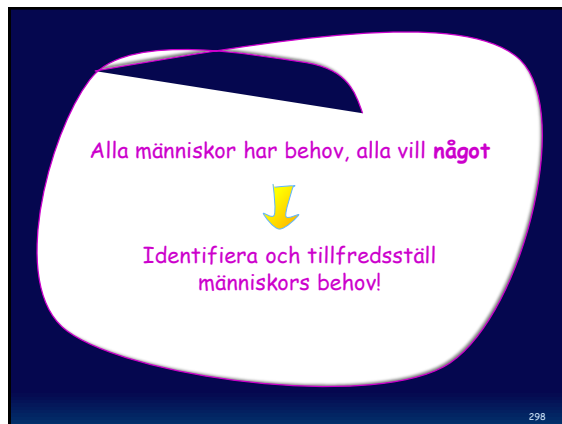 Alla människor har behov, alla vill något
Identifiera och tillfredsställ
människors behov!
298